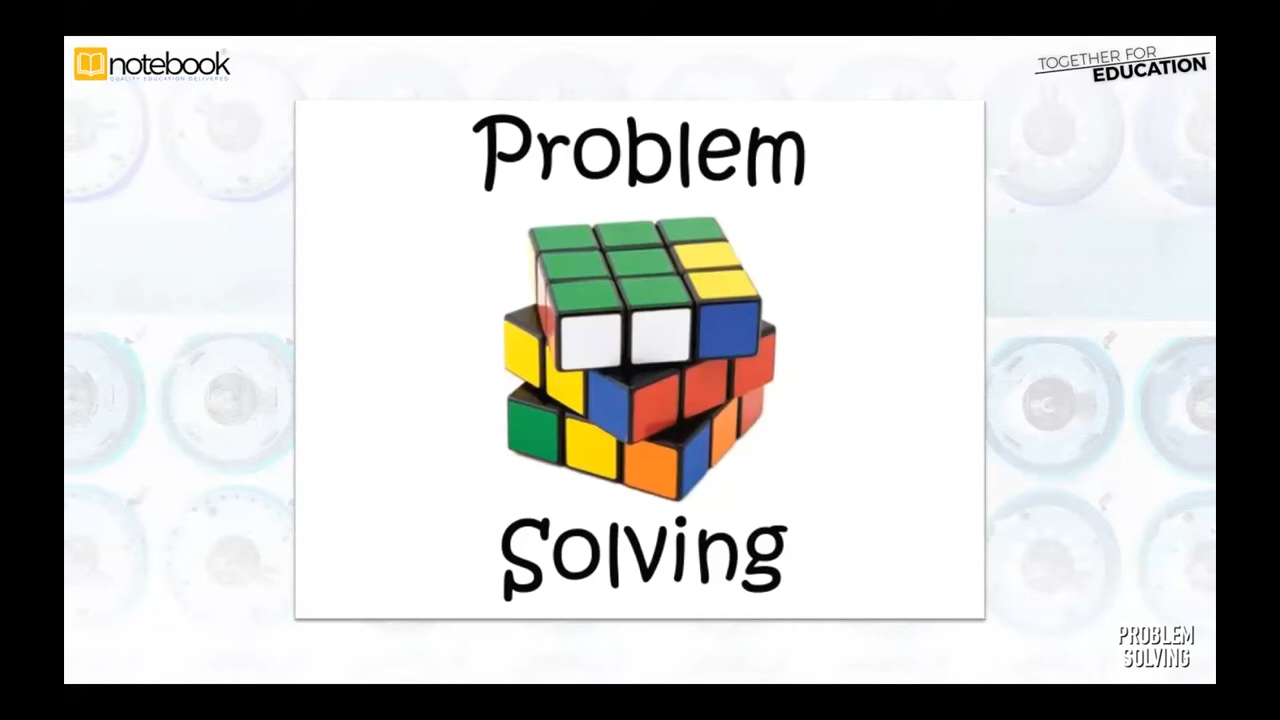 notebook
QUALITY EDUCATION DELIVERED
TOGETHER FOR
EDUCATION
Problem
Solving
PROBLEM
SOLVING